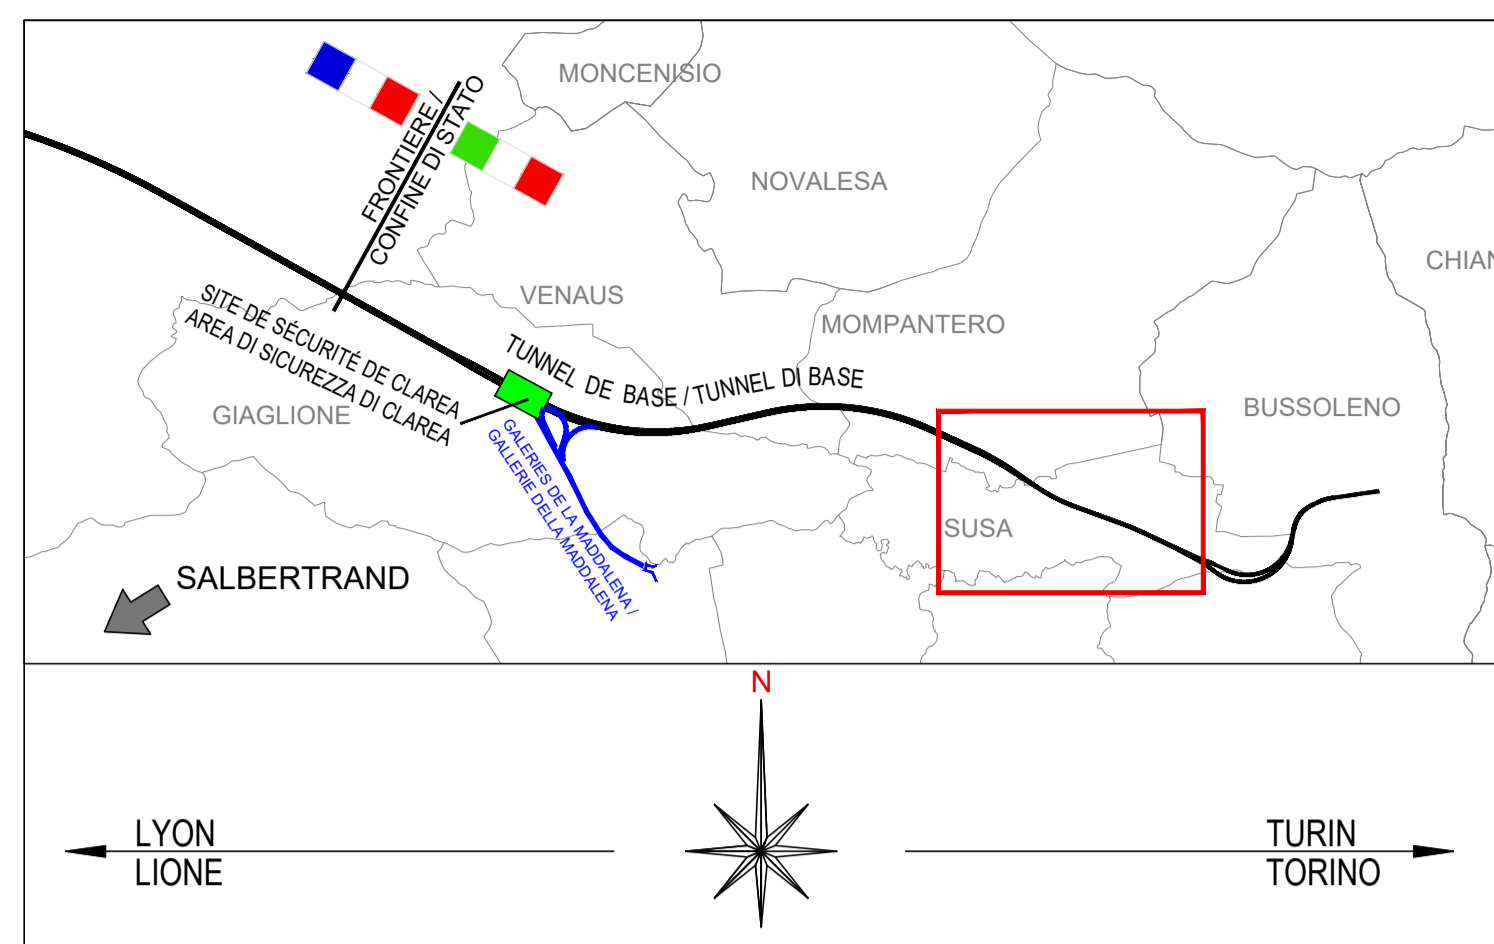 MONCENISIO
FRONTIERE /
CONFINE DI STATO
NOVALESA
CHIAN
VENAUS
MOMPANTERO
SITE DE SÉCURITÉ DE CLAREA
AREA DI SICUREZZA DI CLAREA
TUNNEL DE BASE / TUNNEL DI BASE
GIAGLIONE
BUSSOLENO
GALERIES DE LA MADDALENA /
GALLERIE DELLA MADDALENA
SUSA
SALBERTRAND
N
LYON
LIONE
TURIN
TORINO